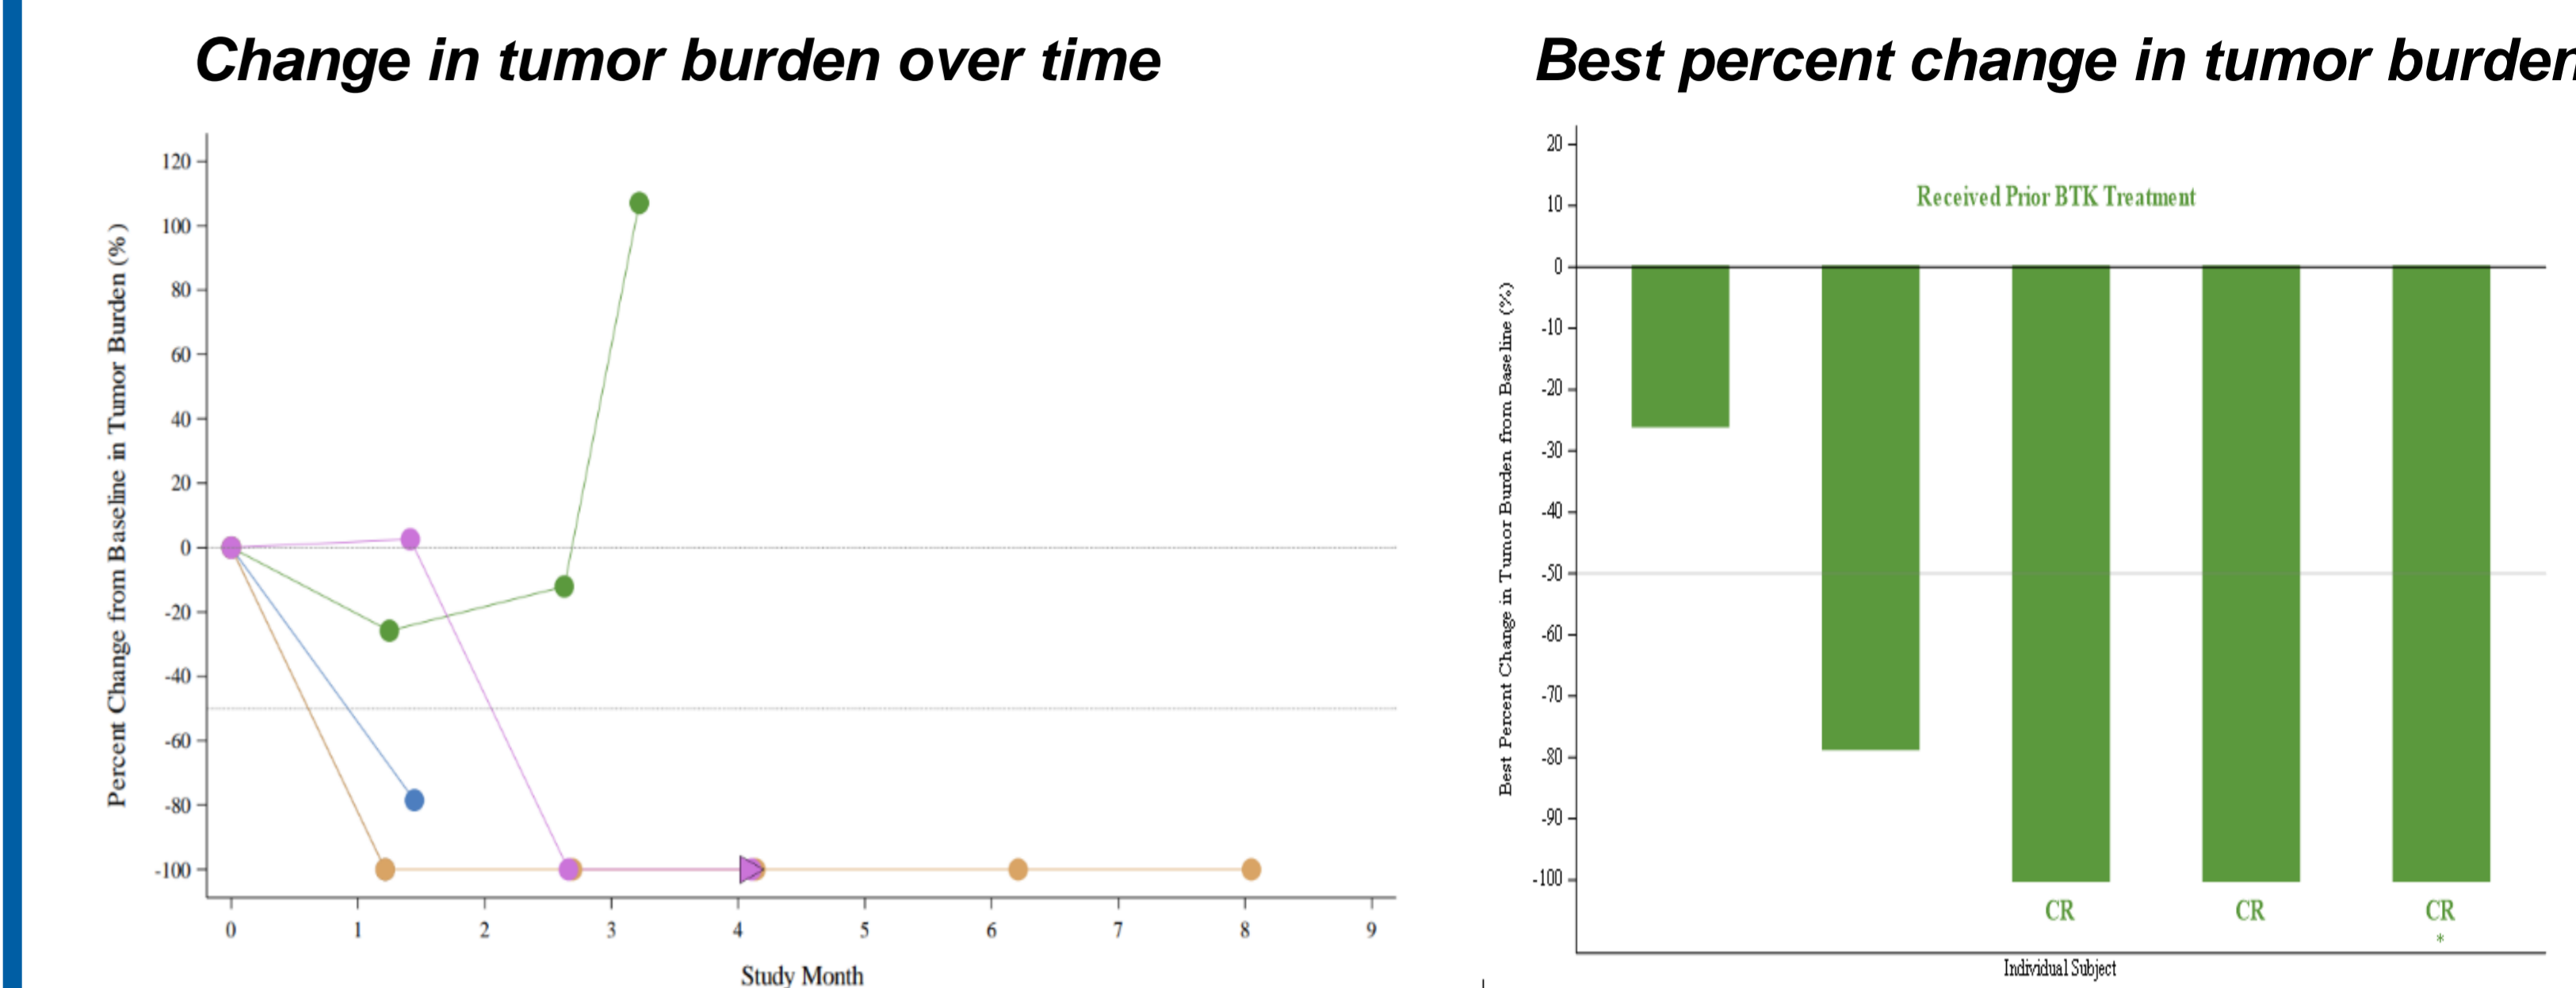 Change in tumor burden over time
Percent Change from Baseline in Tumor Burden (%)
120
100
80
60
40
20
0
-20
-40
-60
-80
-100
0 1 2 3 4 5 6 7 8 9
Study Month
Best percent change in tumor burden
Best Percent Change in Tumor Burden from Baseline (%)
20
10
0
-10
-20
-30
-40
-50
-60
-70
-80
-90
-100
Received Prior BTK Treatment
CR CR CR
*
Individual Subject